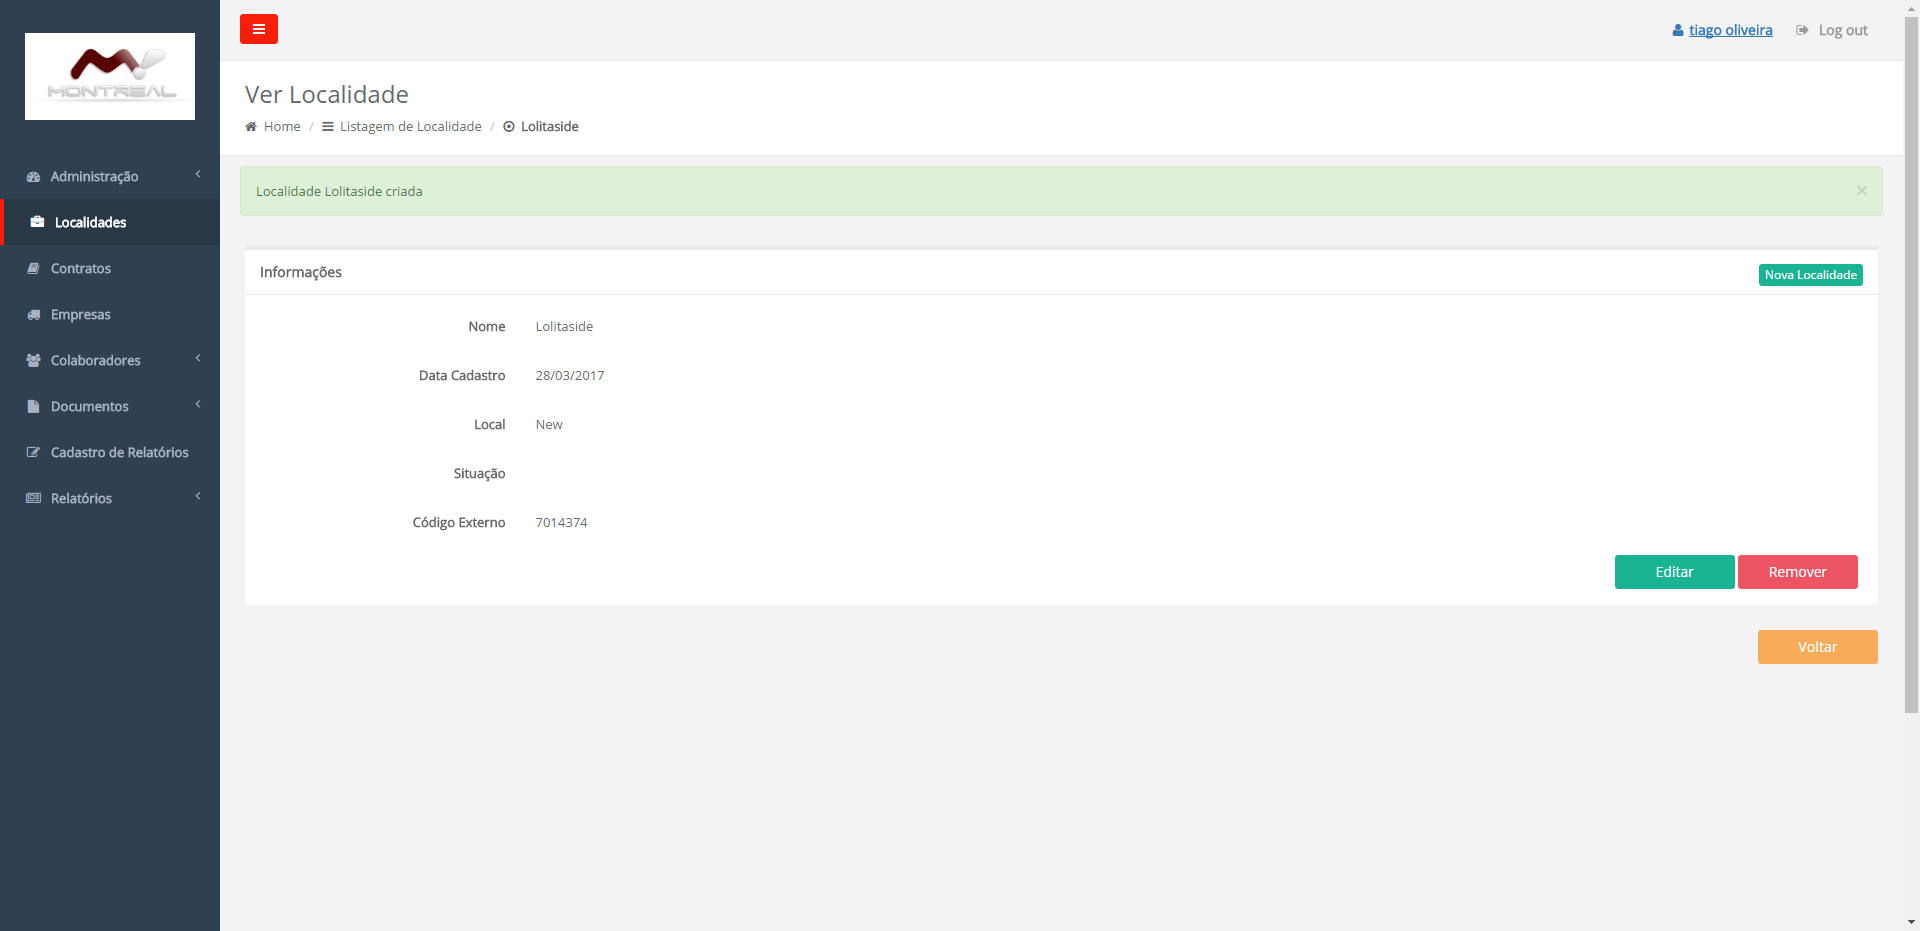 MONTREAL
Administração
Localidades
Contratos
Empresas
Colaboradores
Documentos
Cadastro de Relatórios
Relatórios
tiago oliveira
Log out
Ver Localidade
Home / Listagem de Localidade / Lolitaside
Localidade Lolitaside criada
×
Informações
Nova Localidade
Nome Lolitaside
Data Cadastro 28/03/2017
Local New
Situação
Código Externo 7014374
Editar
Remover
Voltar